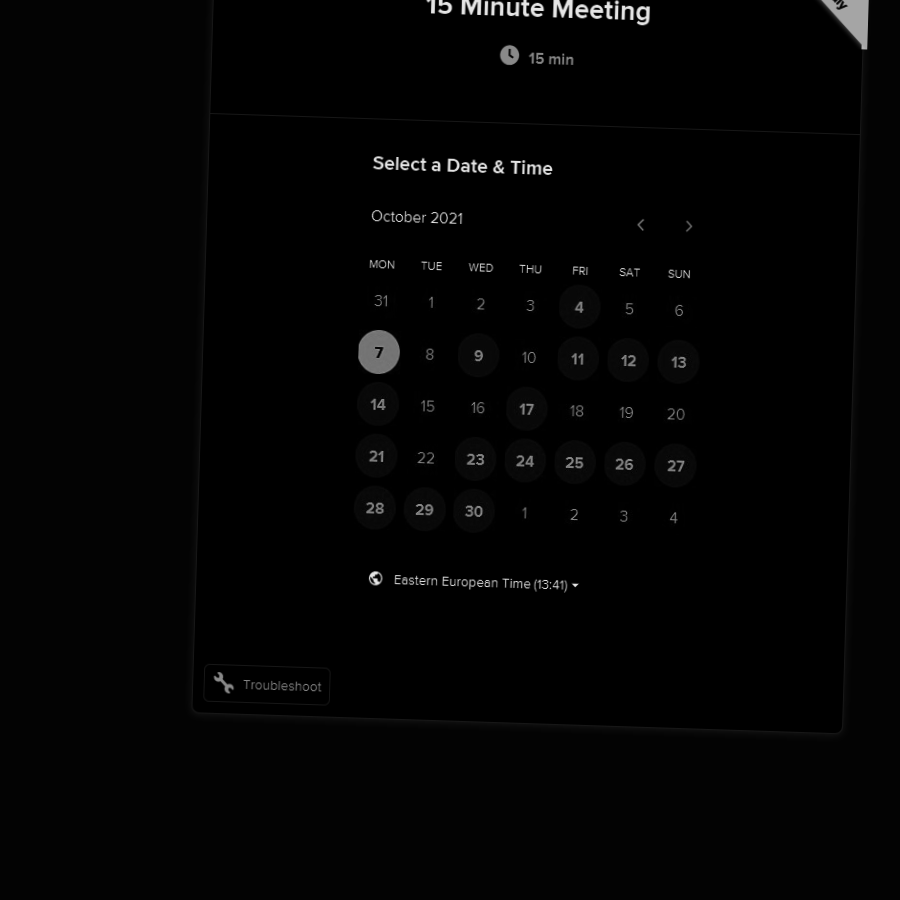 15 Minute Meeting
15 min
Select a Date & Time
October 2021
MON TUE WED THU FRI SAT SUN
31 1 2 3 4 5 6
7 8 9 10 11 12 13
14 15 16 17 18 19 20
21 22 23 24 25 26 27
28 29 30 1 2 3 4
Eastern European Time (13:41)
Troubleshoot